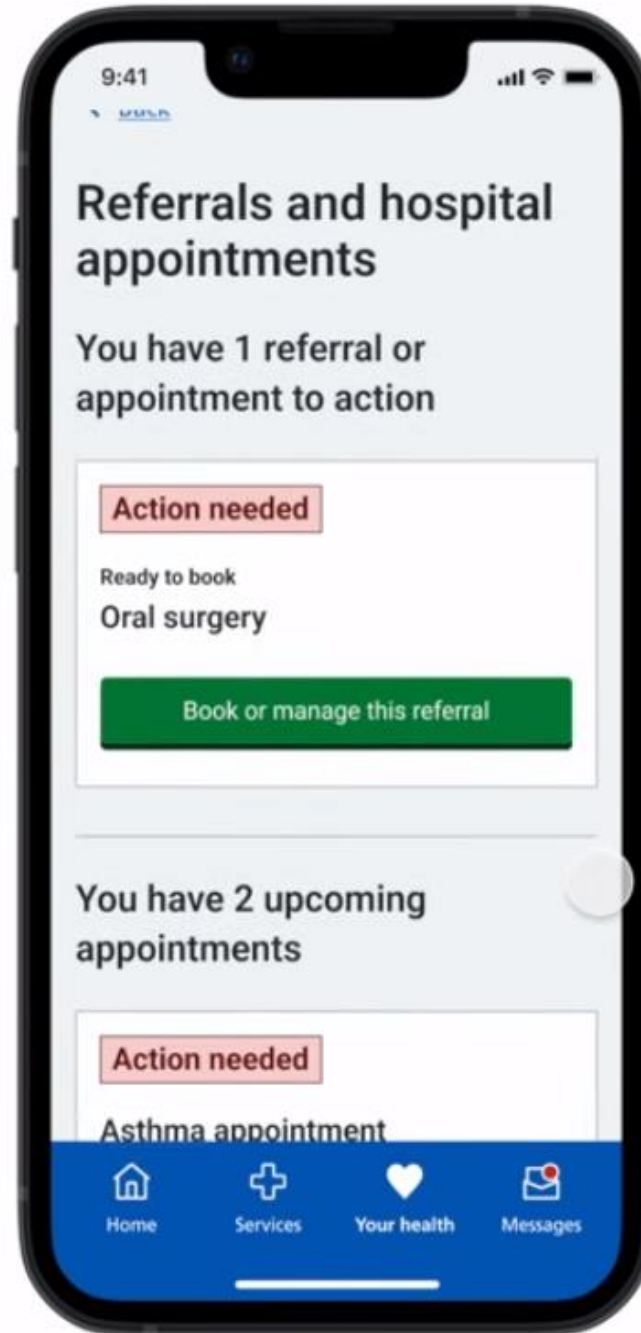 9:41
Back
Referrals and hospital
appointments
You have 1 referral or
appointment to action
Action needed
Ready to book
Oral surgery
Book or manage this referral
You have 2 upcoming
appointments
Action needed
Asthma appointment
Home
Services
Your health
Messages